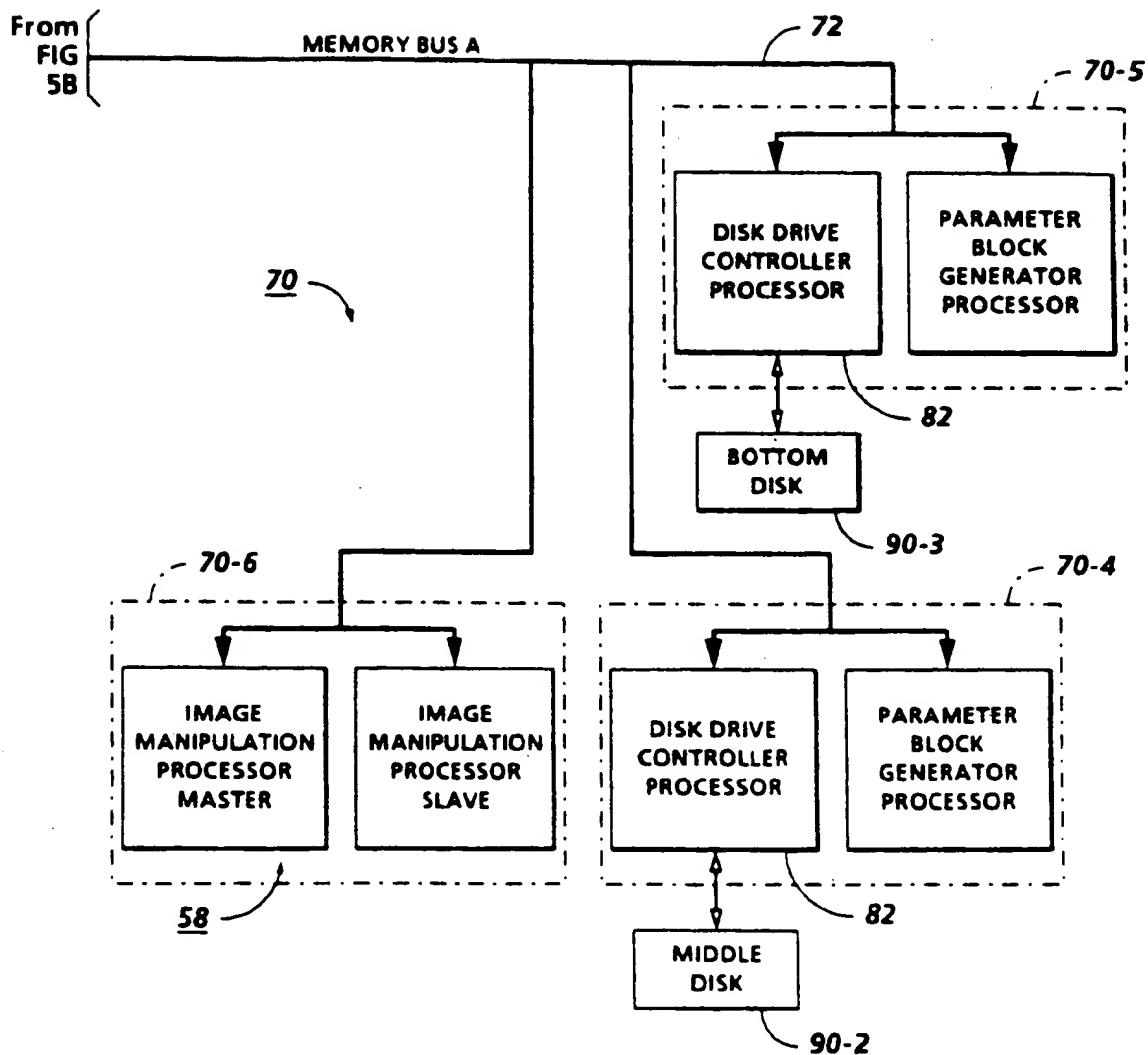 From
FIG
5B
MEMORY BUS A
72
70-5
DISK DRIVE
CONTROLLER
PROCESSOR
PARAMETER
BLOCK
GENERATOR
PROCESSOR
70
82
BOTTOM
DISK
90-3
70-6
70-4
IMAGE
MANIPULATION
PROCESSOR
MASTER
IMAGE
MANIPULATION
PROCESSOR
SLAVE
DISK DRIVE
CONTROLLER
PROCESSOR
PARAMETER
BLOCK
GENERATOR
PROCESSOR
58
82
MIDDLE
DISK
90-2